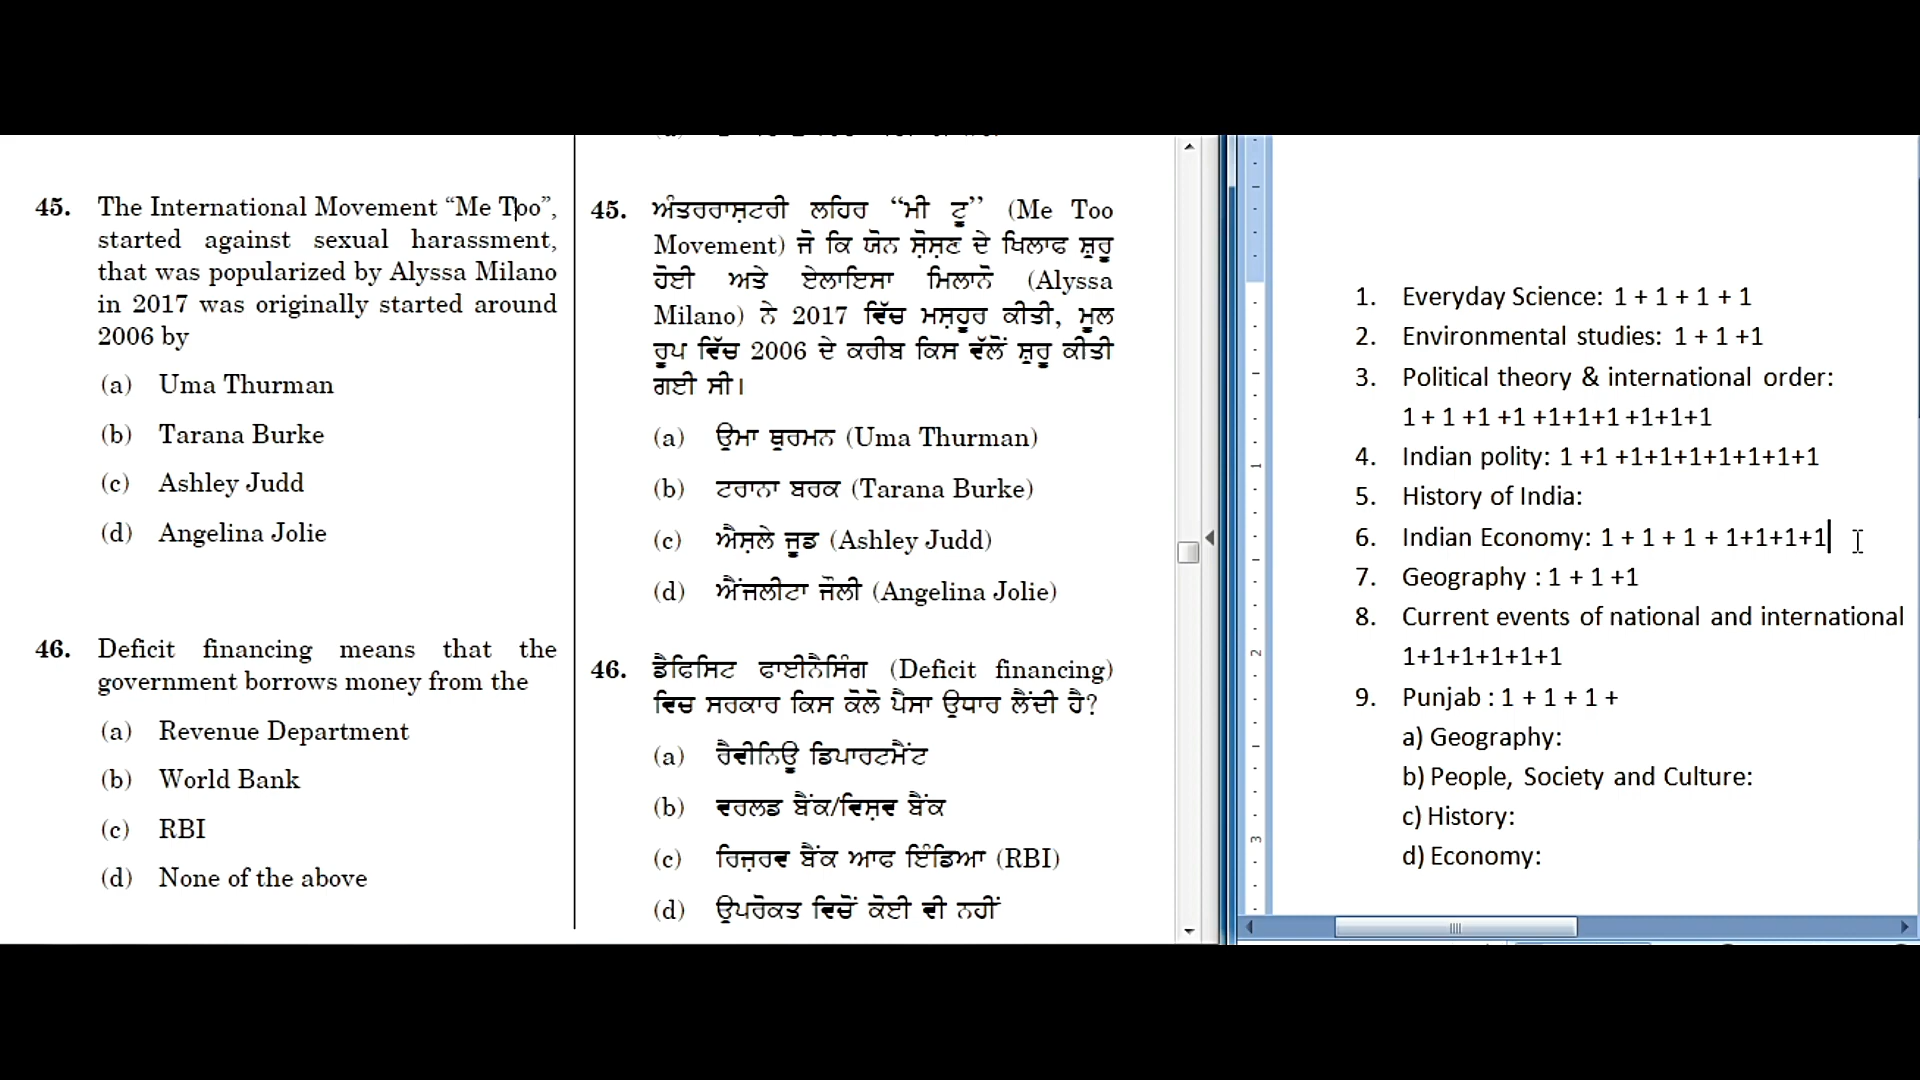 45. The International Movement “Me Too”,
started against sexual harassment,
that was popularized by Alyssa Milano
in 2017 was originally started around
2006 by
(a) Uma Thurman
(b) Tarana Burke
(c) Ashley Judd
(d) Angelina Jolie
46. Deficit financing means that the
government borrows money from the
(a) Revenue Department
(b) World Bank
(c) RBI
(d) None of the above
45. ਅੰਤਰਰਾਸ਼ਟਰੀ ਲਹਿਰ “ਮੀ ਟੂ” (Me Too
Movement) ਜੋ ਕਿ ਯੋਨ ਸ਼ੋਸ਼ਣ ਦੇ ਖਿਲਾਫ ਸ਼ੁਰੂ
ਹੋਈ ਅਤੇ ਏਲਾਇਸਾ ਮਿਲਾਨੋ (Alyssa
Milano) ਨੇ 2017 ਵਿੱਚ ਮਸ਼ਹੂਰ ਕੀਤੀ, ਮੂਲ
ਰੂਪ ਵਿੱਚ 2006 ਦੇ ਕਰੀਬ ਕਿਸ ਵੱਲੋਂ ਸ਼ੁਰੂ ਕੀਤੀ
ਗਈ ਸੀ।
(a) ਉਮਾ ਥੁਰਮਨ (Uma Thurman)
(b) ਟਰਾਨਾ ਬਰਕ (Tarana Burke)
(c) ਐਸ਼ਲੇ ਜੂਡ (Ashley Judd)
(d) ਐਂਜਲੀਟਾ ਜੌਲੀ (Angelina Jolie)
46. ਡੈਫਿਸਿਟ ਫਾਈਨੈਸਿੰਗ (Deficit financing)
ਵਿਚ ਸਰਕਾਰ ਕਿਸ ਕੋਲੋ ਪੈਸਾ ਉਧਾਰ ਲੈਂਦੀ ਹੈ?
(a) ਰੈਵੀਨਿਊ ਡਿਪਾਰਟਮੈਂਟ
(b) ਵਰਲਡ ਬੈਂਕ/ਵਿਸ਼ਵ ਬੈਂਕ
(c) ਰਿਜ਼ਰਵ ਬੈਂਕ ਆਫ ਇੰਡਿਆ (RBI)
(d) ਉਪਰੋਕਤ ਵਿਚੋਂ ਕੋਈ ਵੀ ਨਹੀਂ
1. Everyday Science: 1 + 1 + 1 + 1
2. Environmental studies: 1 + 1 +1
3. Political theory & international order:
1 + 1 +1 +1 +1+1+1 +1+1+1
4. Indian polity: 1 +1 +1+1+1+1+1+1
5. History of India:
6. Indian Economy: 1 + 1 + 1 + 1+1+1+1
7. Geography : 1 + 1 +1
8. Current events of national and international
1+1+1+1+1+1
9. Punjab : 1 + 1 + 1 +
a) Geography:
b) People, Society and Culture:
c) History:
d) Economy:
1
2
3